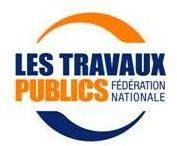 LES TRAVAUX
PUBLICS FÉDÉRATION
NATIONALE